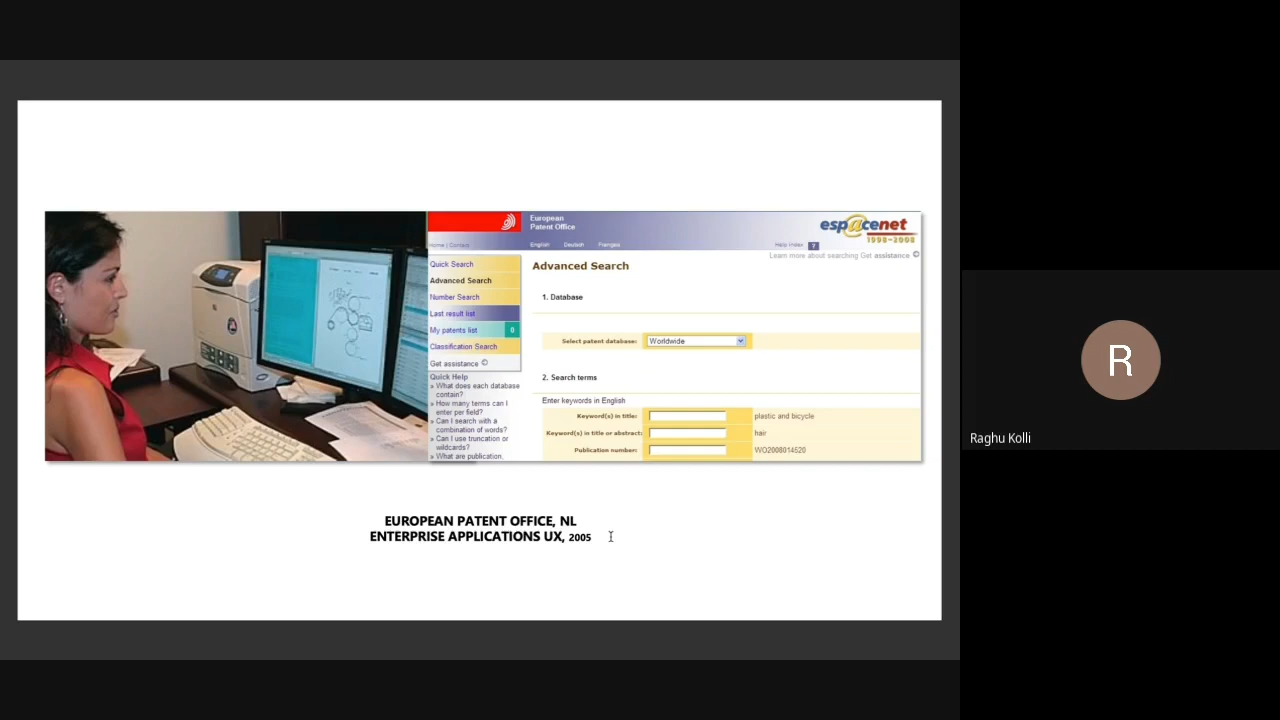 European
Patent Office
espacenet
1998-2008
Home | Contact
English Deutsch Français
Help index ?
Learn more about searching Get assistance
Quick Search
Advanced Search
Number Search
Last result list
My patents list 0
Classification Search
Get assistance
Quick Help
» What does each database
contain?
» How many terms can I
enter per field?
» Can I search with a
combination of words?
» Can I use truncation or
wildcards?
» What are publication,
Advanced Search
1. Database
Select patent database: Worldwide
2. Search terms
Enter keywords in English
Keyword(s) in title: plastic and bicycle
Keyword(s) in title or abstract: hair
Publication number: WO2008014520
EUROPEAN PATENT OFFICE, NL
ENTERPRISE APPLICATIONS UX, 2005
R
Raghu Kolli